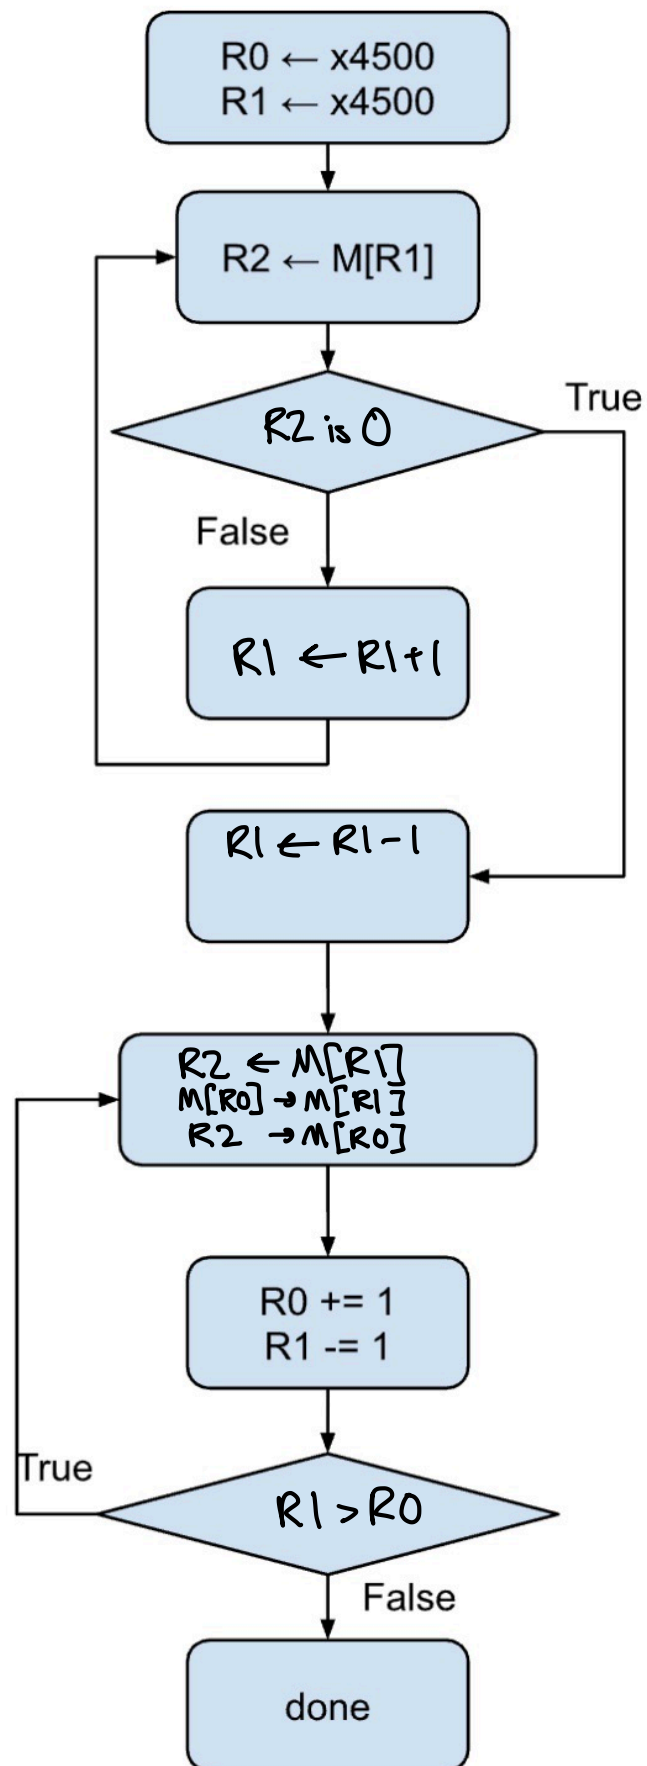 R0 ← x4500
R1 ← x4500
R2 ← M[R1]
True
R2 is 0
False
R1 ← R1+1
R1 ← R1-1
R2 ← M[R1]
M[R0] → M[R1]
R2 → M[R0]
R0 += 1
R1 -= 1
True
R1 > R0
False
done